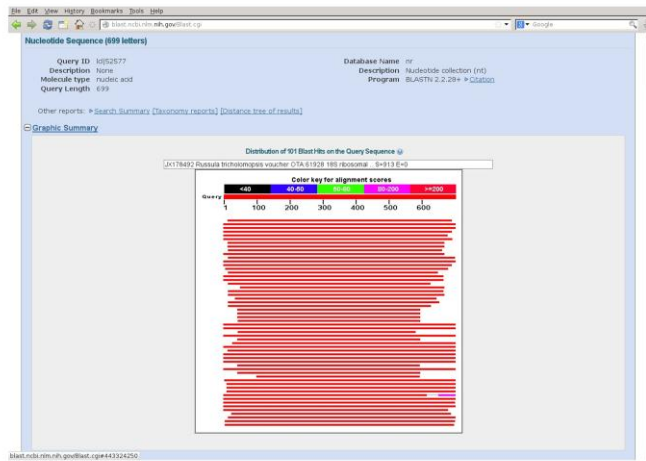 File Edit View History Bookmarks Tools Help
blast.ncbi.nlm.nih.gov/Blast.cgi
Google
Nucleotide Sequence (699 letters)
Query ID lcl|52577
Description None
Molecule type nucleic acid
Query Length 699
Database Name nr
Description Nucleotide collection (nt)
Program BLASTN 2.2.29+ Citation
Other reports: Search Summary [Taxonomy reports] [Distance tree of results]
Graphic Summary
Distribution of 101 Blast Hits on the Query Sequence
JX178492 Russula tricholomopsis voucher OTA:61928 18S ribosomal ... S=913 E=0
Color key for alignment scores
<40 40-50 50-80 80-200 >=200
Query
1 100 200 300 400 500 600
blast.ncbi.nlm.nih.gov/Blast.cgi#443324250